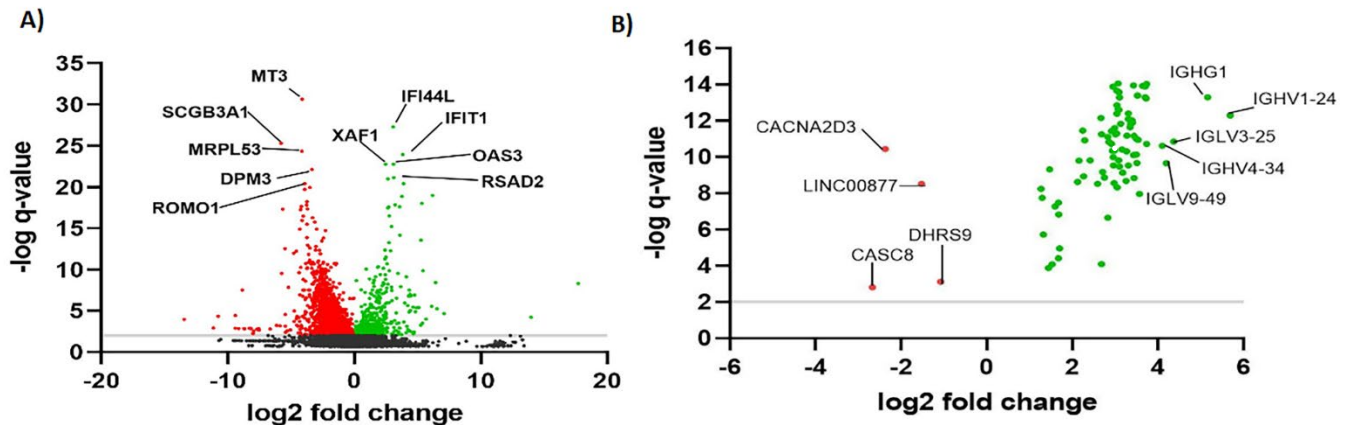 A)
35
30
25
20
15
10
5
0
-log q-value
MT3
SCGB3A1
MRPL53
DPM3
ROMO1
XAF1
IFI44L
IFIT1
OAS3
RSAD2
-20
-10
0
10
20
log2 fold change
B)
16
14
12
10
8
6
4
2
0
-log q-value
CACNA2D3
LINC00877
CASC8
DHRS9
IGHG1
IGHV1-24
IGLV3-25
IGHV4-34
IGLV9-49
-6
-4
-2
0
2
4
6
log2 fold change